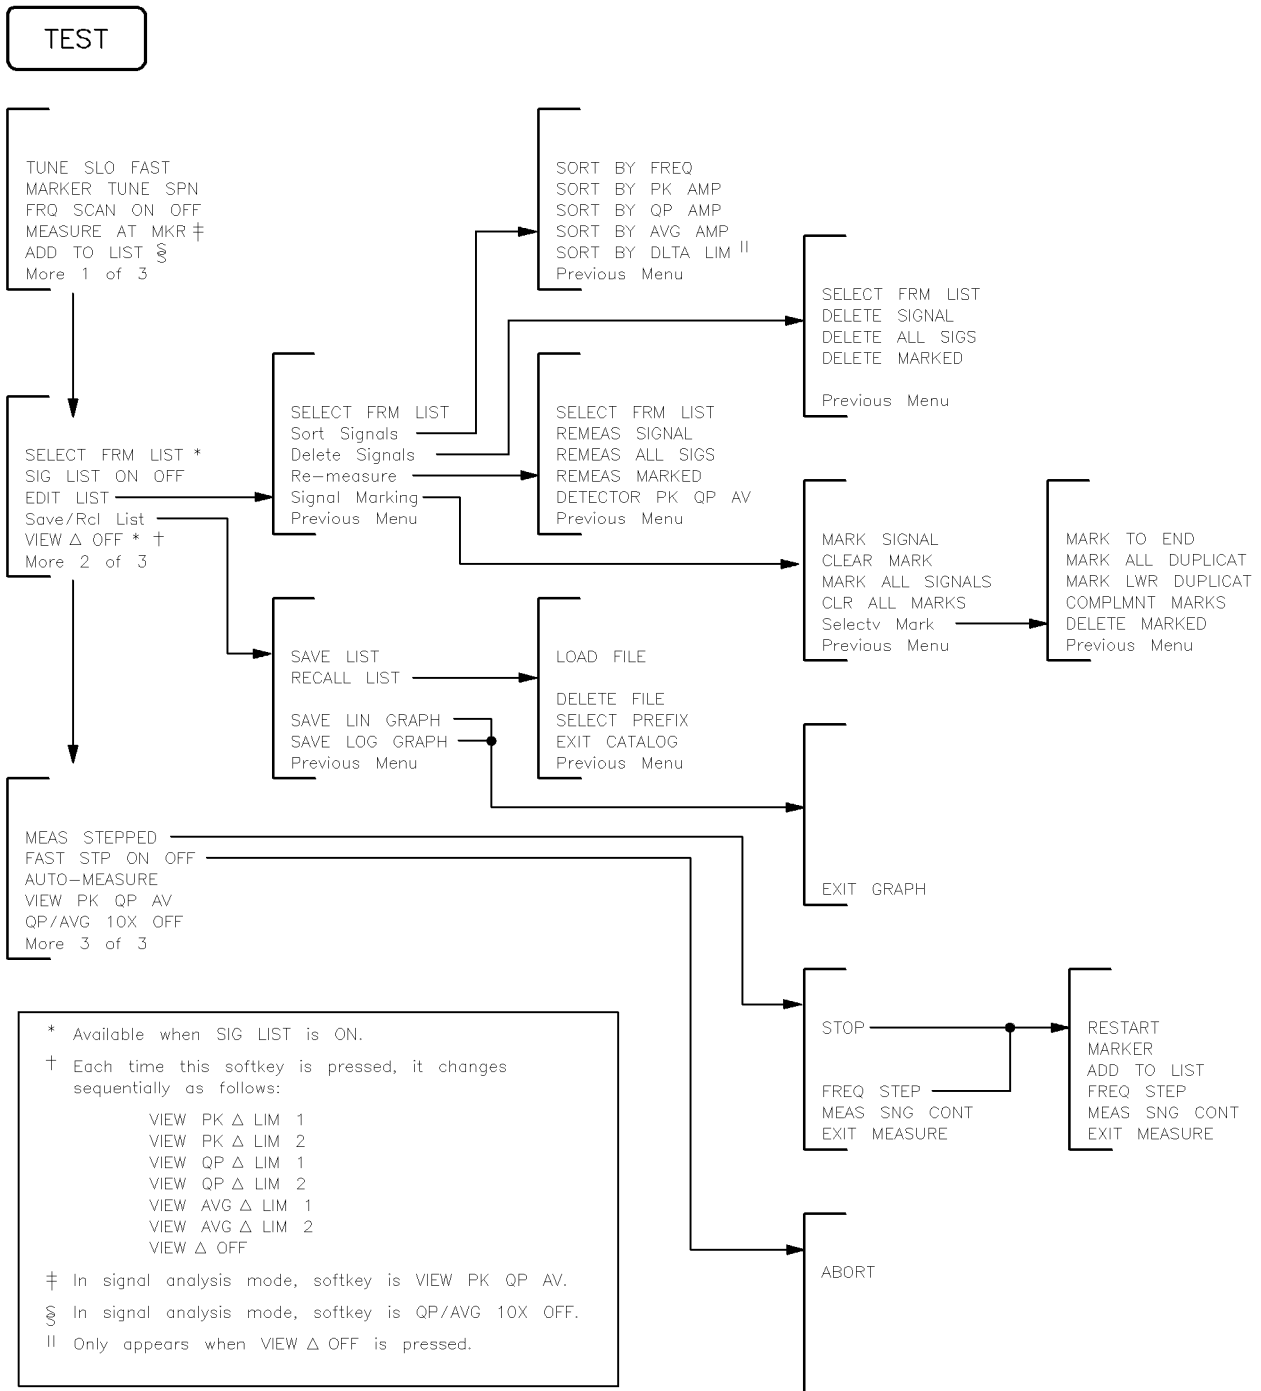 TEST
TUNE SLO FAST
MARKER TUNE SPN
FRQ SCAN ON OFF
MEASURE AT MKR ‡
ADD TO LIST §
More 1 of 3
SORT BY FREQ
SORT BY PK AMP
SORT BY QP AMP
SORT BY AVG AMP
SORT BY DLTA LIM ||
Previous Menu
SELECT FRM LIST
DELETE SIGNAL
DELETE ALL SIGS
DELETE MARKED
Previous Menu
SELECT FRM LIST *
SIG LIST ON OFF
EDIT LIST
Save/Rcl List
VIEW △ OFF * †
More 2 of 3
SELECT FRM LIST
Sort Signals
Delete Signals
Re-measure
Signal Marking
Previous Menu
SELECT FRM LIST
REMEAS SIGNAL
REMEAS ALL SIGS
REMEAS MARKED
DETECTOR PK QP AV
Previous Menu
MARK SIGNAL
CLEAR MARK
MARK ALL SIGNALS
CLR ALL MARKS
Selectv Mark
Previous Menu
MARK TO END
MARK ALL DUPLICAT
MARK LWR DUPLICAT
COMPLMNT MARKS
DELETE MARKED
Previous Menu
SAVE LIST
RECALL LIST
SAVE LIN GRAPH
SAVE LOG GRAPH
Previous Menu
LOAD FILE
DELETE FILE
SELECT PREFIX
EXIT CATALOG
Previous Menu
EXIT GRAPH
MEAS STEPPED
FAST STP ON OFF
AUTO-MEASURE
VIEW PK QP AV
QP/AVG 10X OFF
More 3 of 3
STOP
FREQ STEP
MEAS SNG CONT
EXIT MEASURE
RESTART
MARKER
ADD TO LIST
FREQ STEP
MEAS SNG CONT
EXIT MEASURE
ABORT
* Available when SIG LIST is ON.
† Each time this softkey is pressed, it changes
sequentially as follows:
VIEW PK △ LIM 1
VIEW PK △ LIM 2
VIEW QP △ LIM 1
VIEW QP △ LIM 2
VIEW AVG △ LIM 1
VIEW AVG △ LIM 2
VIEW △ OFF
‡ In signal analysis mode, softkey is VIEW PK QP AV.
§ In signal analysis mode, softkey is QP/AVG 10X OFF.
|| Only appears when VIEW △ OFF is pressed.